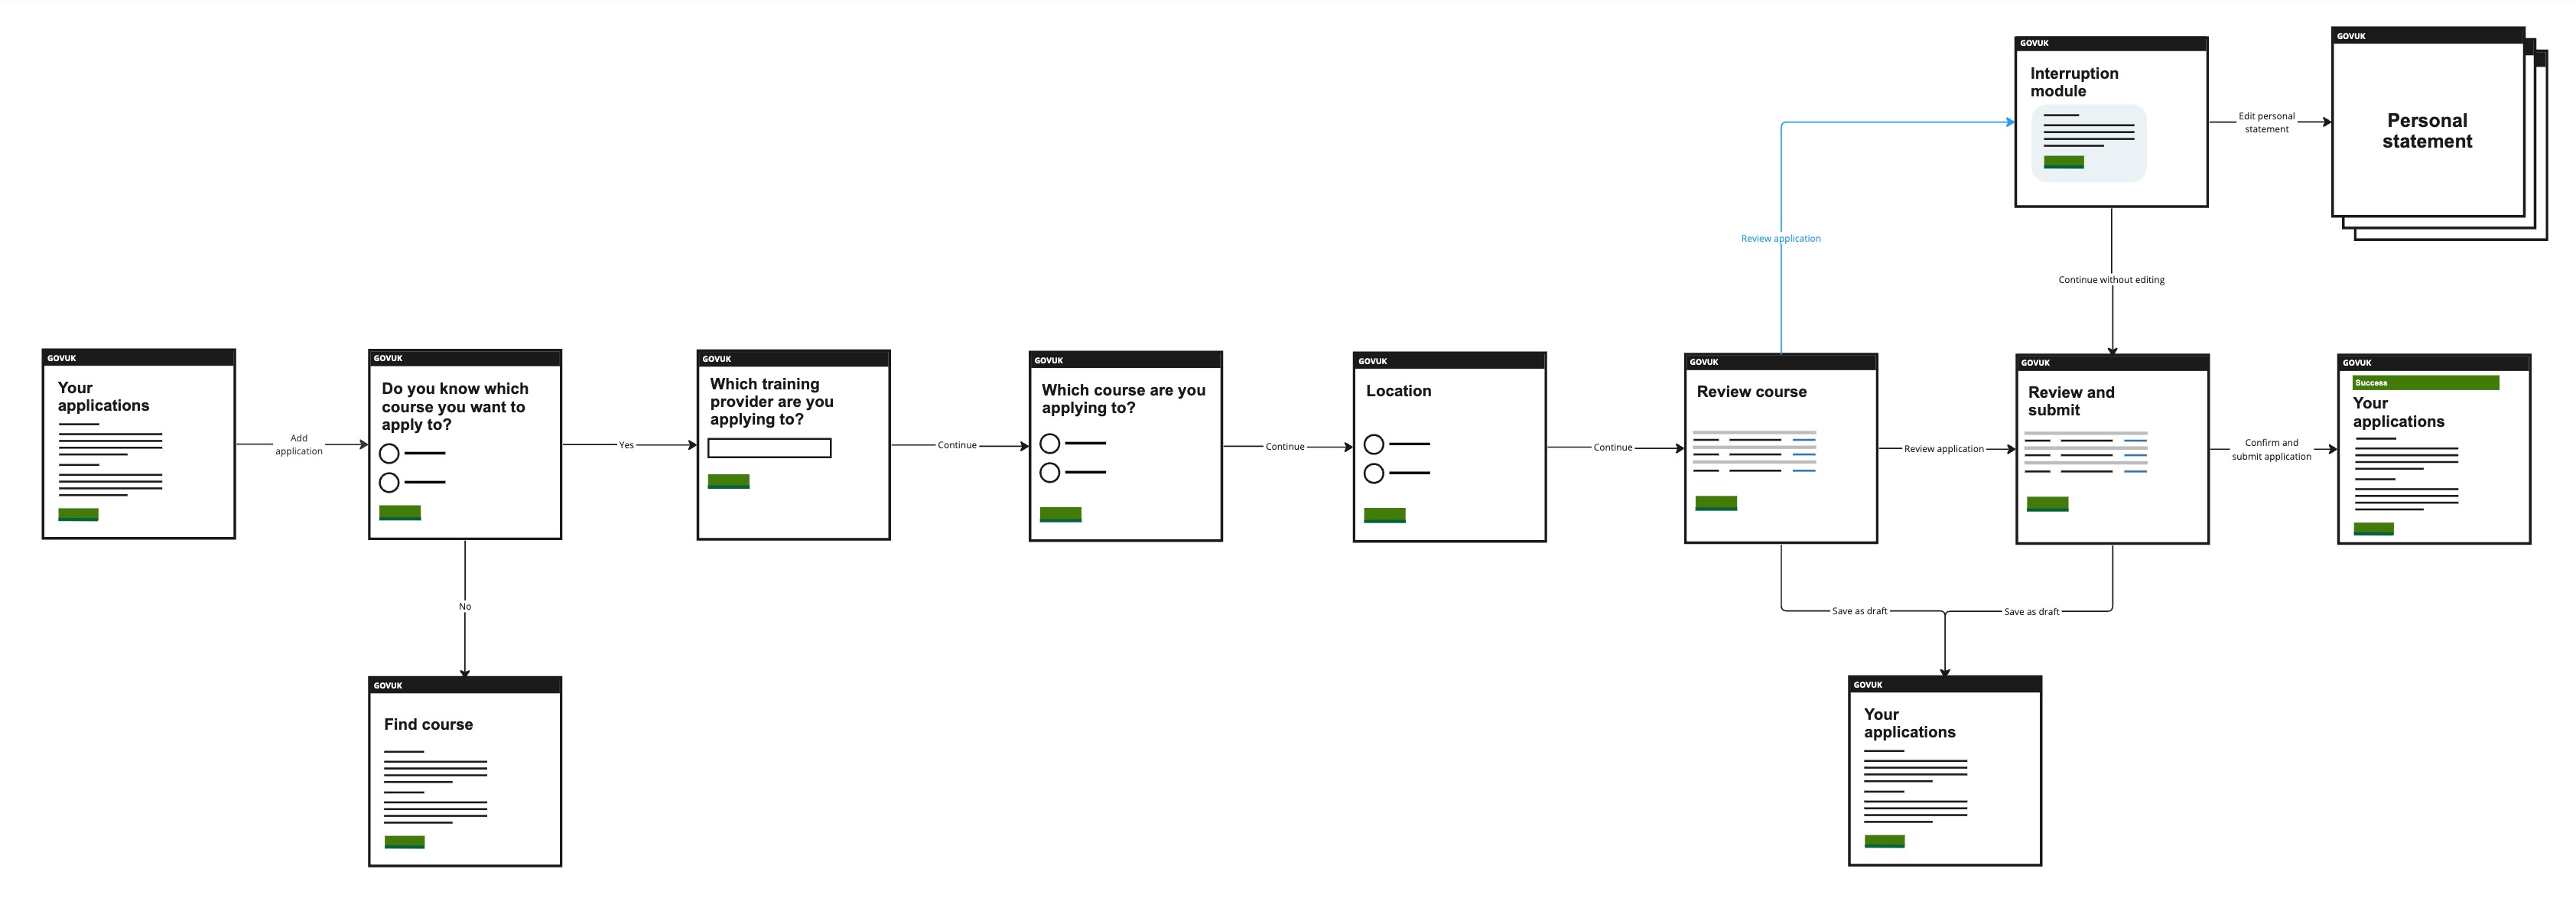 GOVUK
Interruption
module
Edit personal
statement
GOVUK
Personal
statement
Review application
Continue without editing
GOVUK
Your
applications
Add
application
GOVUK
Do you know which
course you want to
apply to?
Yes
GOVUK
Which training
provider are you
applying to?
Continue
GOVUK
Which course are you
applying to?
Continue
GOVUK
Location
Continue
GOVUK
Review course
Review application
GOVUK
Review and
submit
Confirm and
submit application
GOVUK
Success
Your
applications
No
Save as draft
Save as draft
GOVUK
Find course
GOVUK
Your
applications